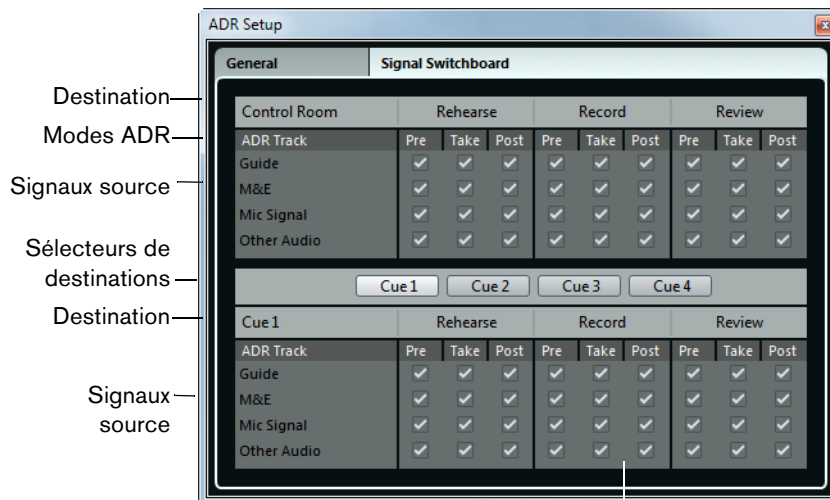 ADR Setup
General Signal Switchboard
Destination
Control Room Rehearse Record Review
Modes ADR
ADR Track Pre Take Post Pre Take Post Pre Take Post
Signaux source
Guide
M&E
Mic Signal
Other Audio
Sélecteurs de
destinations
Cue 1 Cue 2 Cue 3 Cue 4
Destination
Cue 1 Rehearse Record Review
ADR Track Pre Take Post Pre Take Post Pre Take Post
Signaux
source
Guide
M&E
Mic Signal
Other Audio